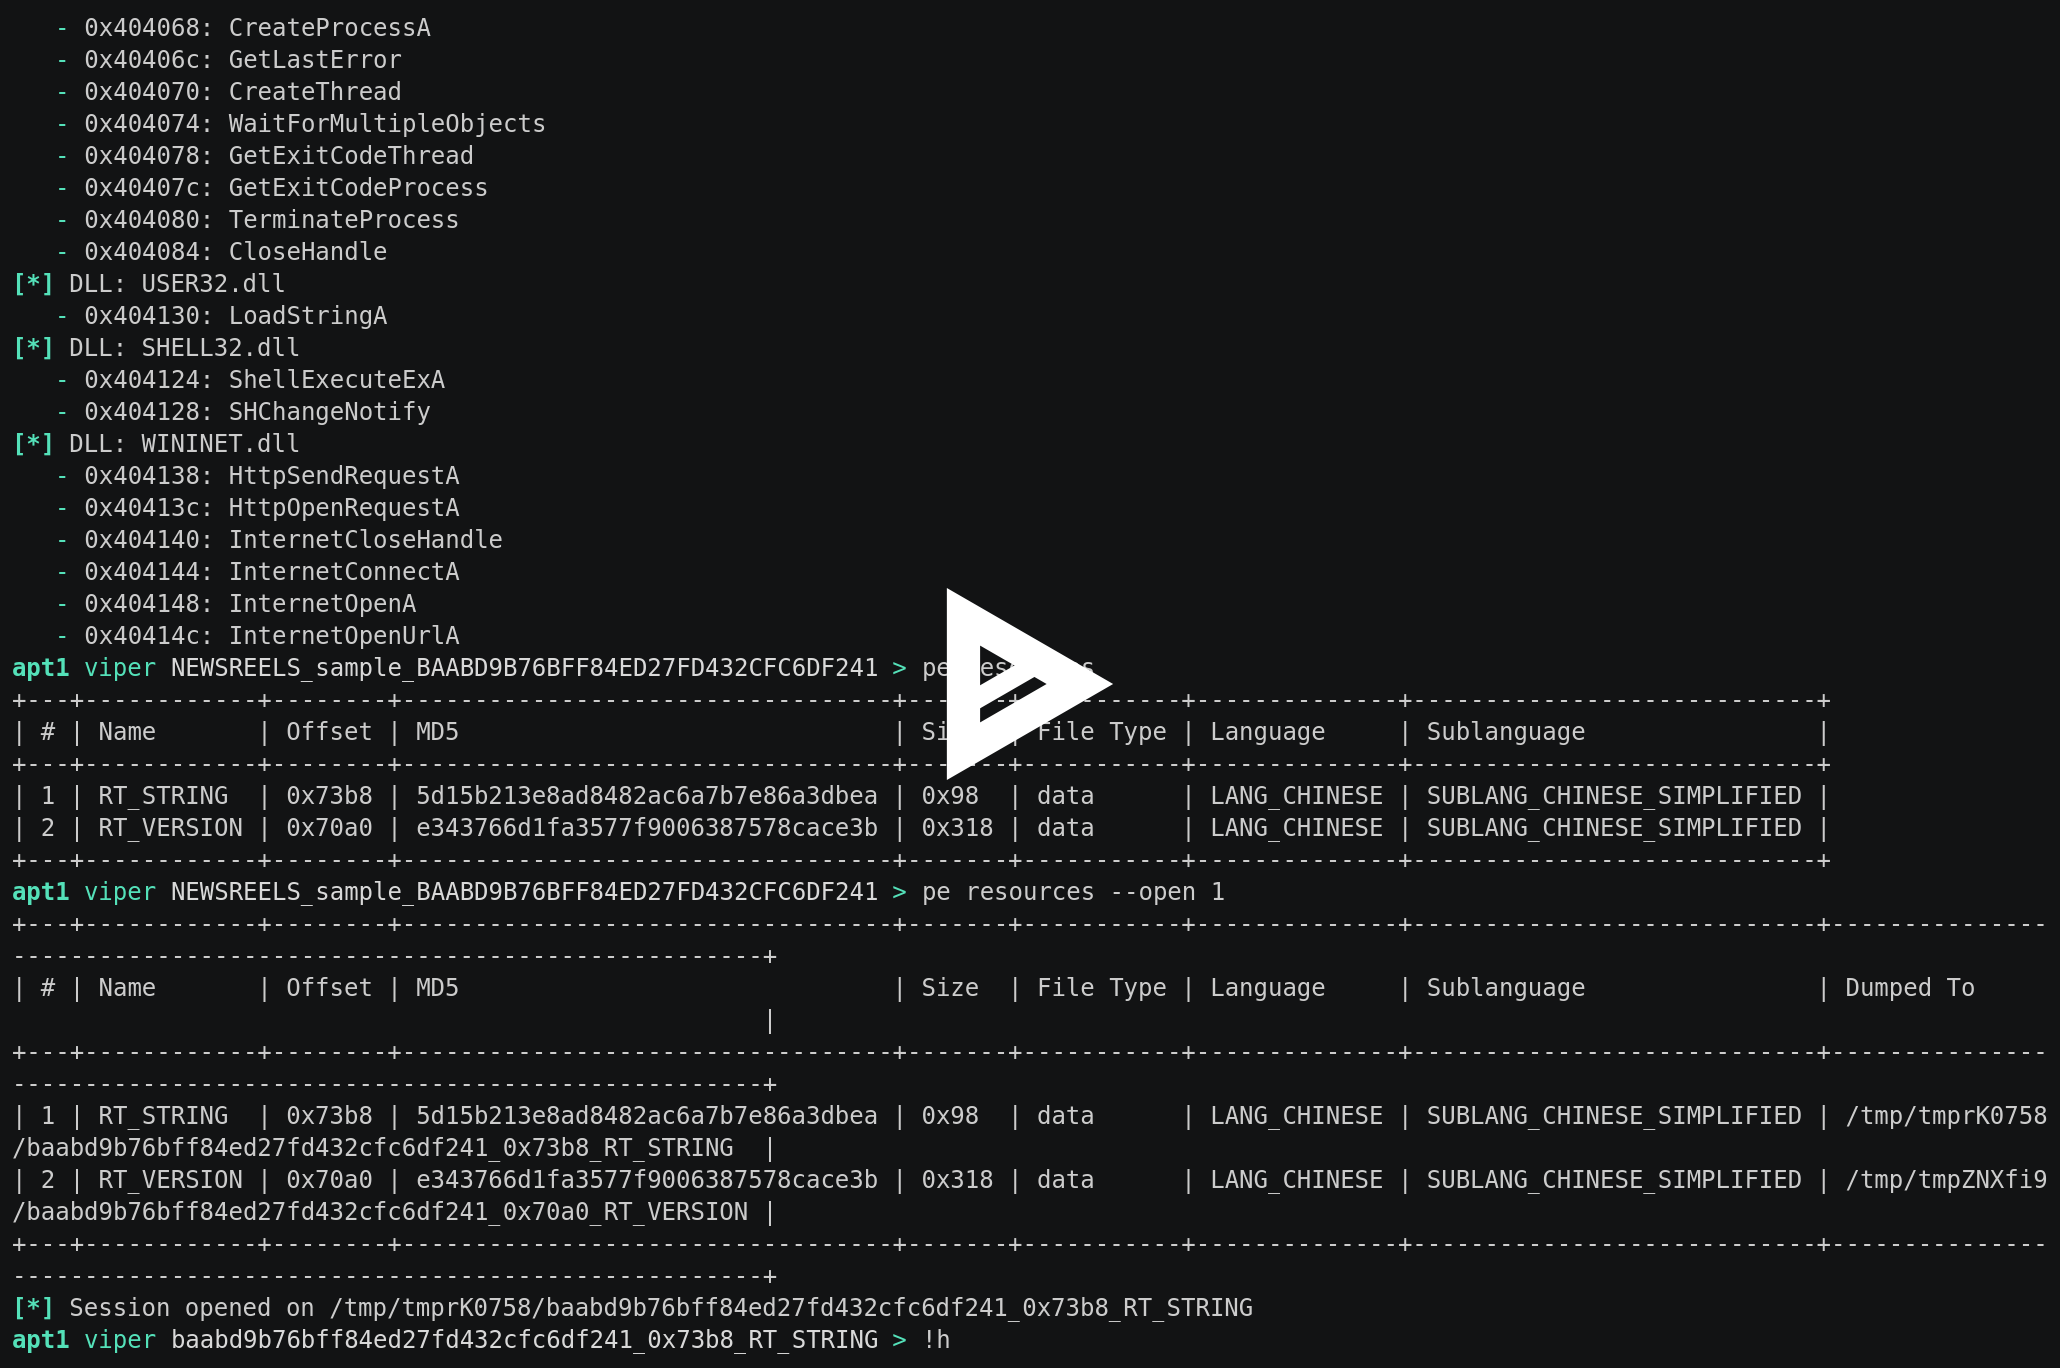 - 0x404068: CreateProcessA
- 0x40406c: GetLastError
- 0x404070: CreateThread
- 0x404074: WaitForMultipleObjects
- 0x404078: GetExitCodeThread
- 0x40407c: GetExitCodeProcess
- 0x404080: TerminateProcess
- 0x404084: CloseHandle
[*] DLL: USER32.dll
- 0x404130: LoadStringA
[*] DLL: SHELL32.dll
- 0x404124: ShellExecuteExA
- 0x404128: SHChangeNotify
[*] DLL: WININET.dll
- 0x404138: HttpSendRequestA
- 0x40413c: HttpOpenRequestA
- 0x404140: InternetCloseHandle
- 0x404144: InternetConnectA
- 0x404148: InternetOpenA
- 0x40414c: InternetOpenUrlA
apt1 viper NEWSREELS_sample_BAABD9B76BFF84ED27FD432CFC6DF241 > pe
+---+------------+--------+----------------------------------+-------+-----------+--------------+----------------------------+
| # | Name       | Offset | MD5                              | Size  | File Type | Language     | Sublanguage                |
+---+------------+--------+----------------------------------+-------+-----------+--------------+----------------------------+
| 1 | RT_STRING  | 0x73b8 | 5d15b213e8ad8482ac6a7b7e86a3dbea | 0x98  | data      | LANG_CHINESE | SUBLANG_CHINESE_SIMPLIFIED |
| 2 | RT_VERSION | 0x70a0 | e343766d1fa3577f9006387578cace3b | 0x318 | data      | LANG_CHINESE | SUBLANG_CHINESE_SIMPLIFIED |
+---+------------+--------+----------------------------------+-------+-----------+--------------+----------------------------+
apt1 viper NEWSREELS_sample_BAABD9B76BFF84ED27FD432CFC6DF241 > pe resources --open 1
+---+------------+--------+----------------------------------+-------+-----------+--------------+----------------------------+---------------
----------------------------------------------------+
| # | Name       | Offset | MD5                              | Size  | File Type | Language     | Sublanguage                | Dumped To
|
+---+------------+--------+----------------------------------+-------+-----------+--------------+----------------------------+---------------
----------------------------------------------------+
| 1 | RT_STRING  | 0x73b8 | 5d15b213e8ad8482ac6a7b7e86a3dbea | 0x98  | data      | LANG_CHINESE | SUBLANG_CHINESE_SIMPLIFIED | /tmp/tmprK0758
/baabd9b76bff84ed27fd432cfc6df241_0x73b8_RT_STRING  |
| 2 | RT_VERSION | 0x70a0 | e343766d1fa3577f9006387578cace3b | 0x318 | data      | LANG_CHINESE | SUBLANG_CHINESE_SIMPLIFIED | /tmp/tmpZNXfi9
/baabd9b76bff84ed27fd432cfc6df241_0x70a0_RT_VERSION |
+---+------------+--------+----------------------------------+-------+-----------+--------------+----------------------------+---------------
----------------------------------------------------+
[*] Session opened on /tmp/tmprK0758/baabd9b76bff84ed27fd432cfc6df241_0x73b8_RT_STRING
apt1 viper baabd9b76bff84ed27fd432cfc6df241_0x73b8_RT_STRING > !h